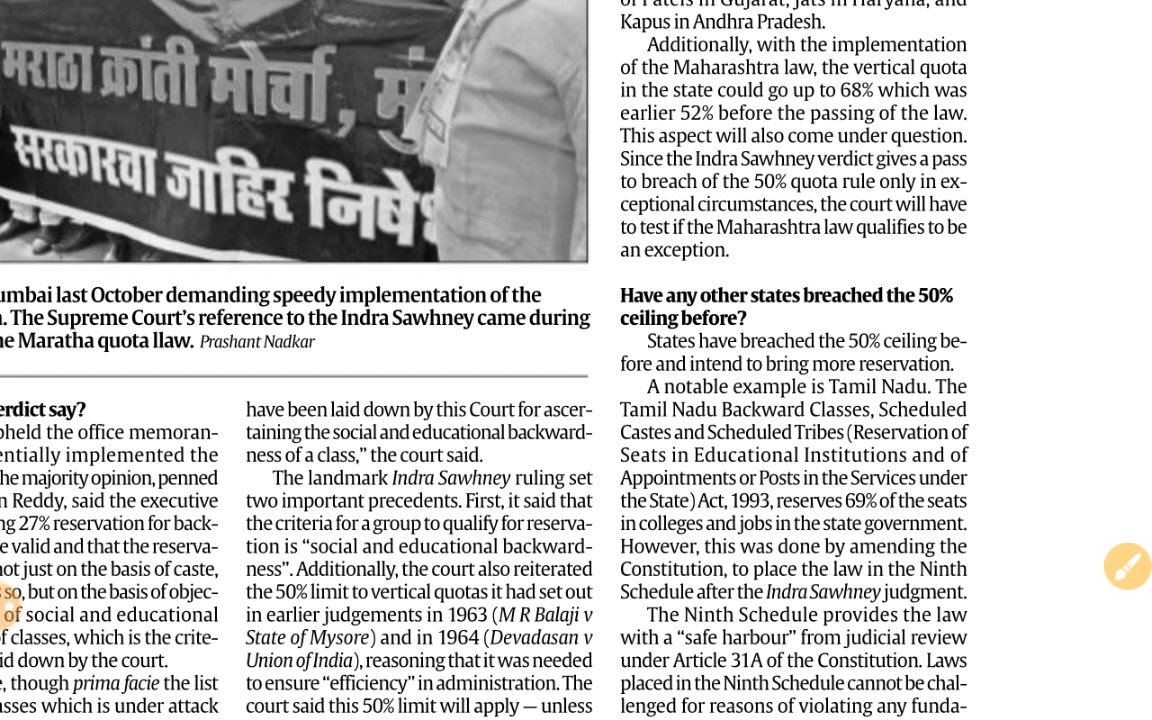 मराठा क्रांती मोर्चा,
सरकारचा जाहिर
umbai last October demanding speedy implementation of the
. The Supreme Court's reference to the Indra Sawhney came during
e Maratha quota llaw. Prashant Nadkar
erdict say?
pheld the office memoran-
entially implemented the
he majority opinion, penned
n Reddy, said the executive
ng 27% reservation for back-
e valid and that the reserva-
not just on the basis of caste,
so, but on the basis of objec-
of social and educational
f classes, which is the crite-
id down by the court.
e, though prima facie the list
asses which is under attack
have been laid down by this Court for ascer-
taining the social and educational backward-
ness of a class,” the court said.
The landmark Indra Sawhney ruling set
two important precedents. First, it said that
the criteria for a group to qualify for reserva-
tion is “social and educational backward-
ness”. Additionally, the court also reiterated
the 50% limit to vertical quotas it had set out
in earlier judgements in 1963 (M R Balaji v
State of Mysore) and in 1964 (Devadasan v
Union of India), reasoning that it was needed
to ensure “efficiency” in administration. The
court said this 50% limit will apply — unless
of Patels in Gujarat, Jats in Haryana, and
Kapus in Andhra Pradesh.
Additionally, with the implementation
of the Maharashtra law, the vertical quota
in the state could go up to 68% which was
earlier 52% before the passing of the law.
This aspect will also come under question.
Since the Indra Sawhney verdict gives a pass
to breach of the 50% quota rule only in ex-
ceptional circumstances, the court will have
to test if the Maharashtra law qualifies to be
an exception.
Have any other states breached the 50%
ceiling before?
States have breached the 50% ceiling be-
fore and intend to bring more reservation.
A notable example is Tamil Nadu. The
Tamil Nadu Backward Classes, Scheduled
Castes and Scheduled Tribes (Reservation of
Seats in Educational Institutions and of
Appointments or Posts in the Services under
the State) Act, 1993, reserves 69% of the seats
in colleges and jobs in the state government.
However, this was done by amending the
Constitution, to place the law in the Ninth
Schedule after the Indra Sawhney judgment.
The Ninth Schedule provides the law
with a “safe harbour” from judicial review
under Article 31A of the Constitution. Laws
placed in the Ninth Schedule cannot be chal-
lenged for reasons of violating any funda-